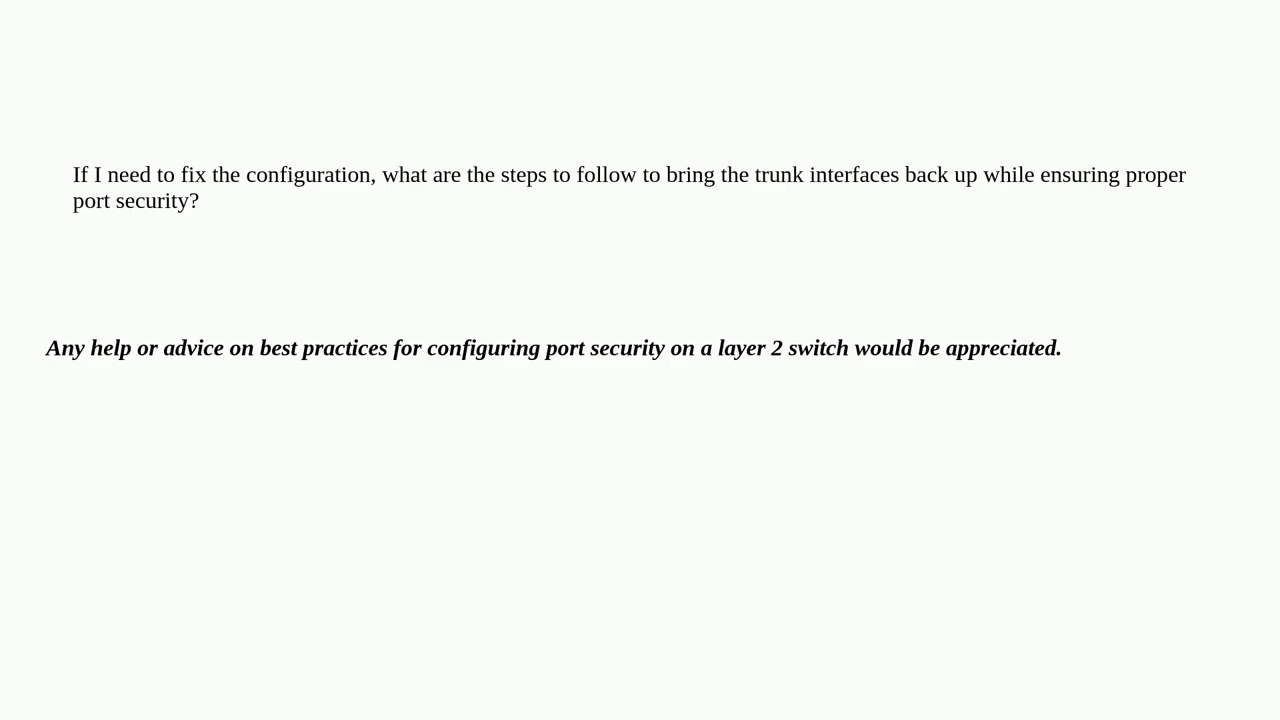 If I need to fix the configuration, what are the steps to follow to bring the trunk interfaces back up while ensuring proper
port security?
Any help or advice on best practices for configuring port security on a layer 2 switch would be appreciated.